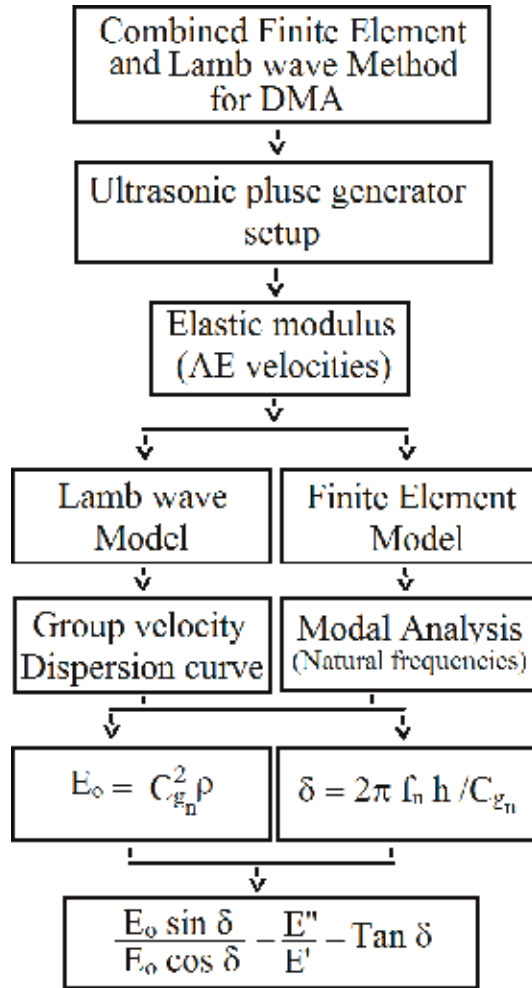 Combined Finite Element
and Lamb wave Method
for DMA
Ultrasonic pluse generator
setup
Elastic modulus
(AE velocities)
Lamb wave
Model
Finite Element
Model
Group velocity
Dispersion curve
Modal Analysis
(Natural frequencies)
E₀ = C²gₙ ρ
δ = 2π fₙ h /Cgₙ
E₀ sin δ / E₀ cos δ – E" / E' – Tan δ